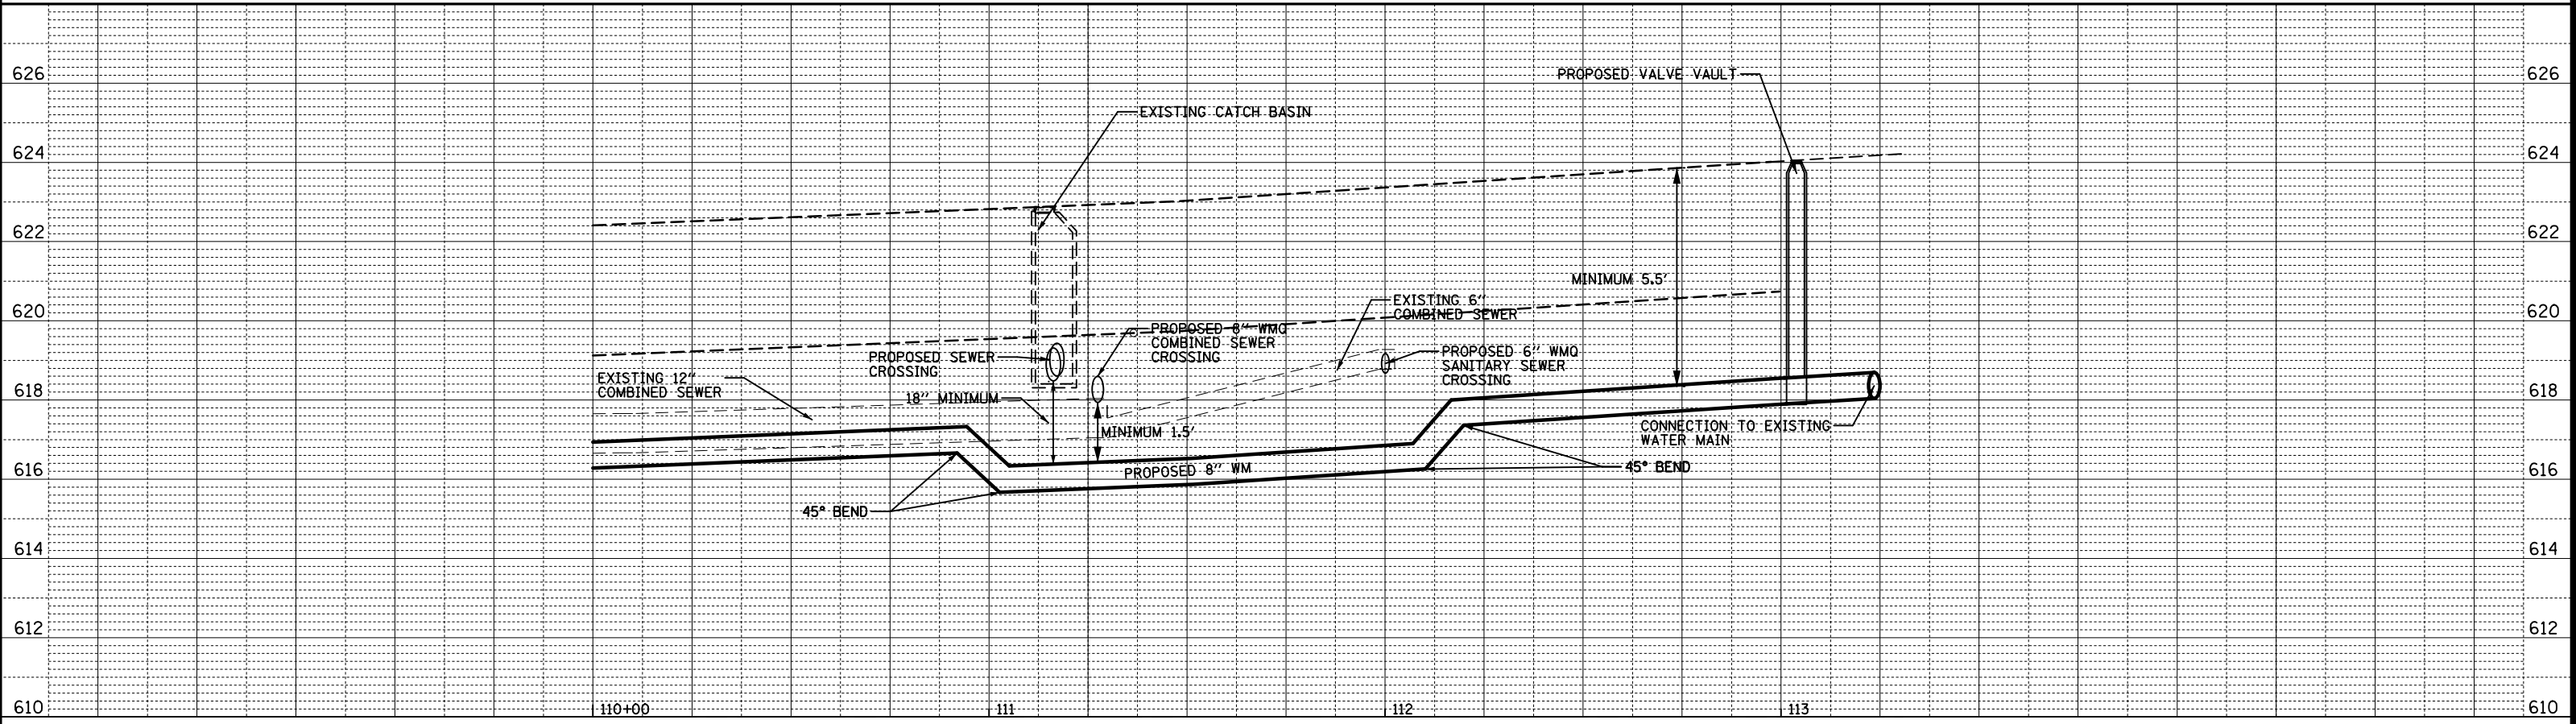 626
PROPOSED VALVE VAULT
626
EXISTING CATCH BASIN
624
624
622
622
MINIMUM 5.5'
EXISTING 6"
COMBINED SEWER
620
620
PROPOSED 8" WMQ
COMBINED SEWER
CROSSING
PROPOSED SEWER
CROSSING
PROPOSED 6" WMQ
SANITARY SEWER
CROSSING
EXISTING 12"
COMBINED SEWER
618
618
18" MINIMUM
MINIMUM 1.5'
CONNECTION TO EXISTING
WATER MAIN
616
PROPOSED 8" WM
45° BEND
616
45° BEND
614
614
612
612
610
110+00
111
112
113
610